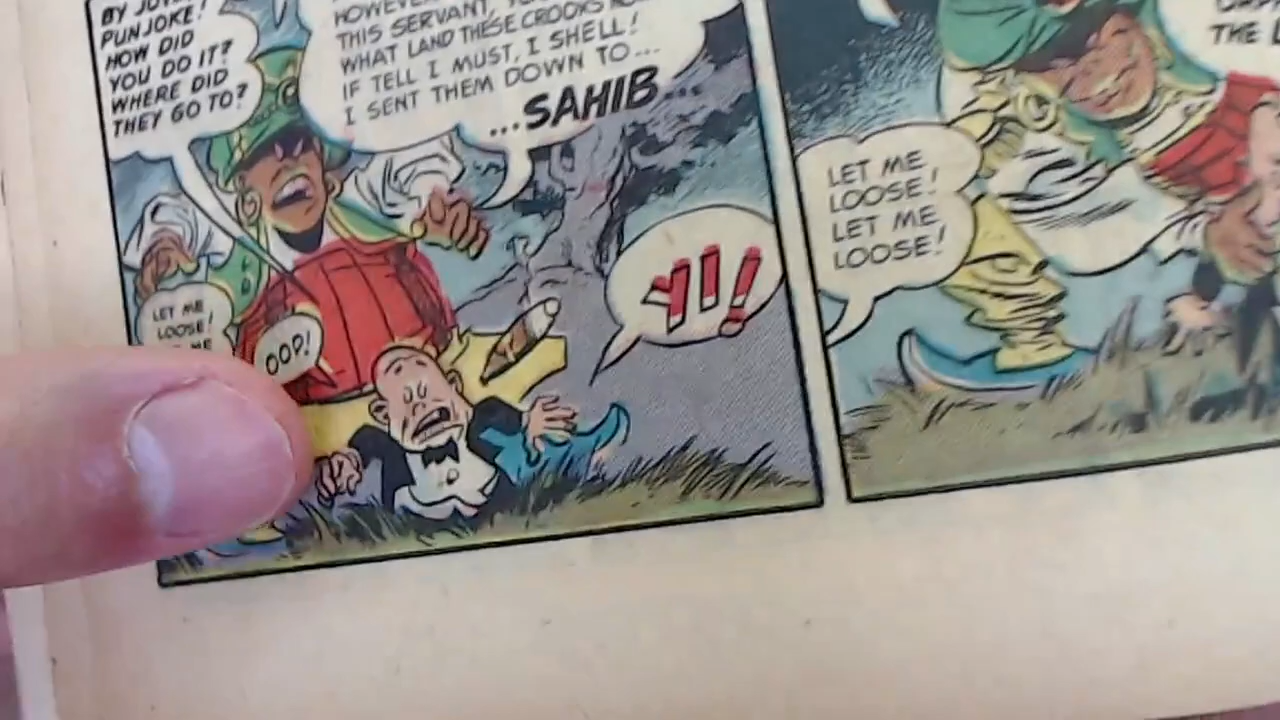 BY
PUNJOKE!
HOW DID
YOU DO IT?
WHERE DID
THEY GO TO?
THIS SERVANT,
WHAT LAND THESE CROOKS
IF TELL I MUST, I SHELL!
I SENT THEM DOWN TO...
...SAHIB...
LET ME
LOOSE!
ME
OOP!
YI!
THE
LET ME
LOOSE!
LET ME
LOOSE!